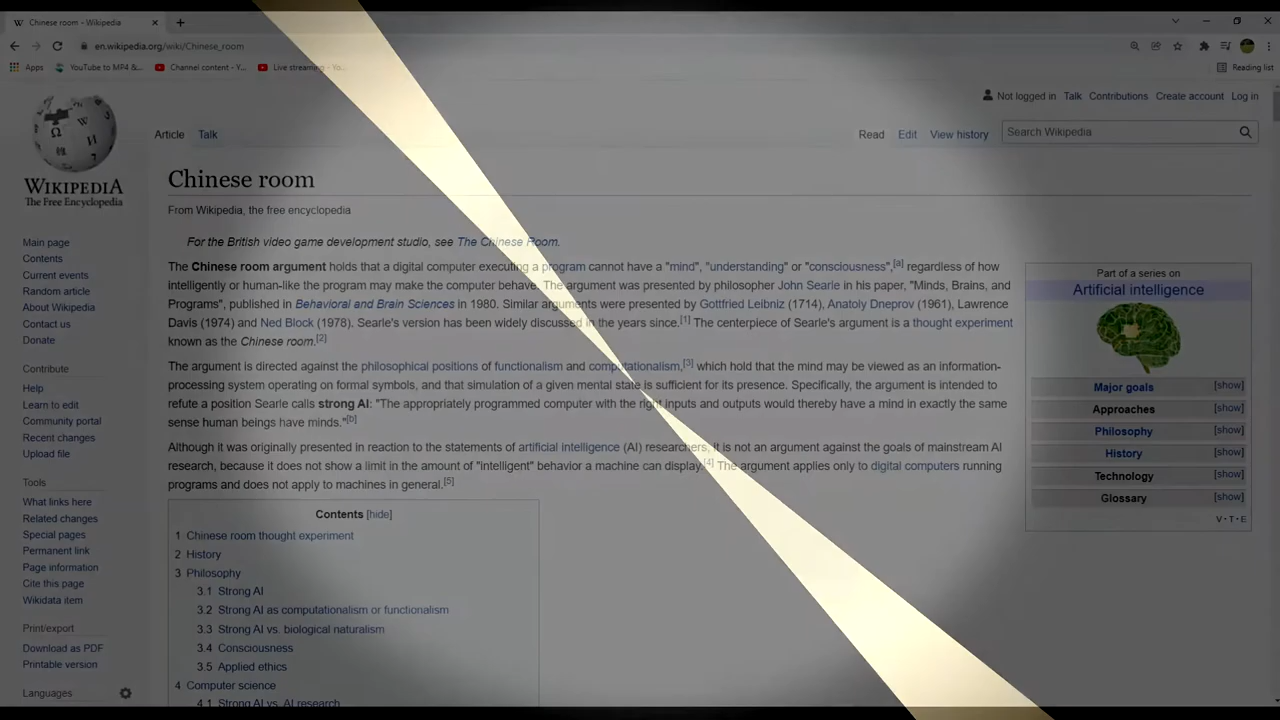 Chinese room - Wikipedia
en.wikipedia.org/wiki/Chinese_room
Apps YouTube to MP4 &... Channel content - Y... Live streaming - Yo... Reading list
Not logged in Talk Contributions Create account Log in
Article Talk Read Edit View history Search Wikipedia
WIKIPEDIA
The Free Encyclopedia
Chinese room
From Wikipedia, the free encyclopedia
For the British video game development studio, see The Chinese Room.
The Chinese room argument holds that a digital computer executing a program cannot have a "mind", "understanding" or "consciousness",[a] regardless of how
intelligently or human-like the program may make the computer behave. The argument was presented by philosopher John Searle in his paper, "Minds, Brains, and
Programs", published in Behavioral and Brain Sciences in 1980. Similar arguments were presented by Gottfried Leibniz (1714), Anatoly Dneprov (1961), Lawrence
Davis (1974) and Ned Block (1978). Searle's version has been widely discussed in the years since.[1] The centerpiece of Searle's argument is a thought experiment
known as the Chinese room.[2]
The argument is directed against the philosophical positions of functionalism and computationalism,[3] which hold that the mind may be viewed as an information-
processing system operating on formal symbols, and that simulation of a given mental state is sufficient for its presence. Specifically, the argument is intended to
refute a position Searle calls strong AI: "The appropriately programmed computer with the right inputs and outputs would thereby have a mind in exactly the same
sense human beings have minds."[b]
Although it was originally presented in reaction to the statements of artificial intelligence (AI) researchers, it is not an argument against the goals of mainstream AI
research, because it does not show a limit in the amount of "intelligent" behavior a machine can display.[4] The argument applies only to digital computers running
programs and does not apply to machines in general.[5]
Contents [hide]
1 Chinese room thought experiment
2 History
3 Philosophy
3.1 Strong AI
3.2 Strong AI as computationalism or functionalism
3.3 Strong AI vs. biological naturalism
3.4 Consciousness
3.5 Applied ethics
4 Computer science
4.1 Strong AI vs. AI research
Main page
Contents
Current events
Random article
About Wikipedia
Contact us
Donate
Contribute
Help
Learn to edit
Community portal
Recent changes
Upload file
Tools
What links here
Related changes
Special pages
Permanent link
Page information
Cite this page
Wikidata item
Print/export
Download as PDF
Printable version
Languages
Part of a series on
Artificial intelligence
Major goals [show]
Approaches [show]
Philosophy [show]
History [show]
Technology [show]
Glossary [show]
V·T·E